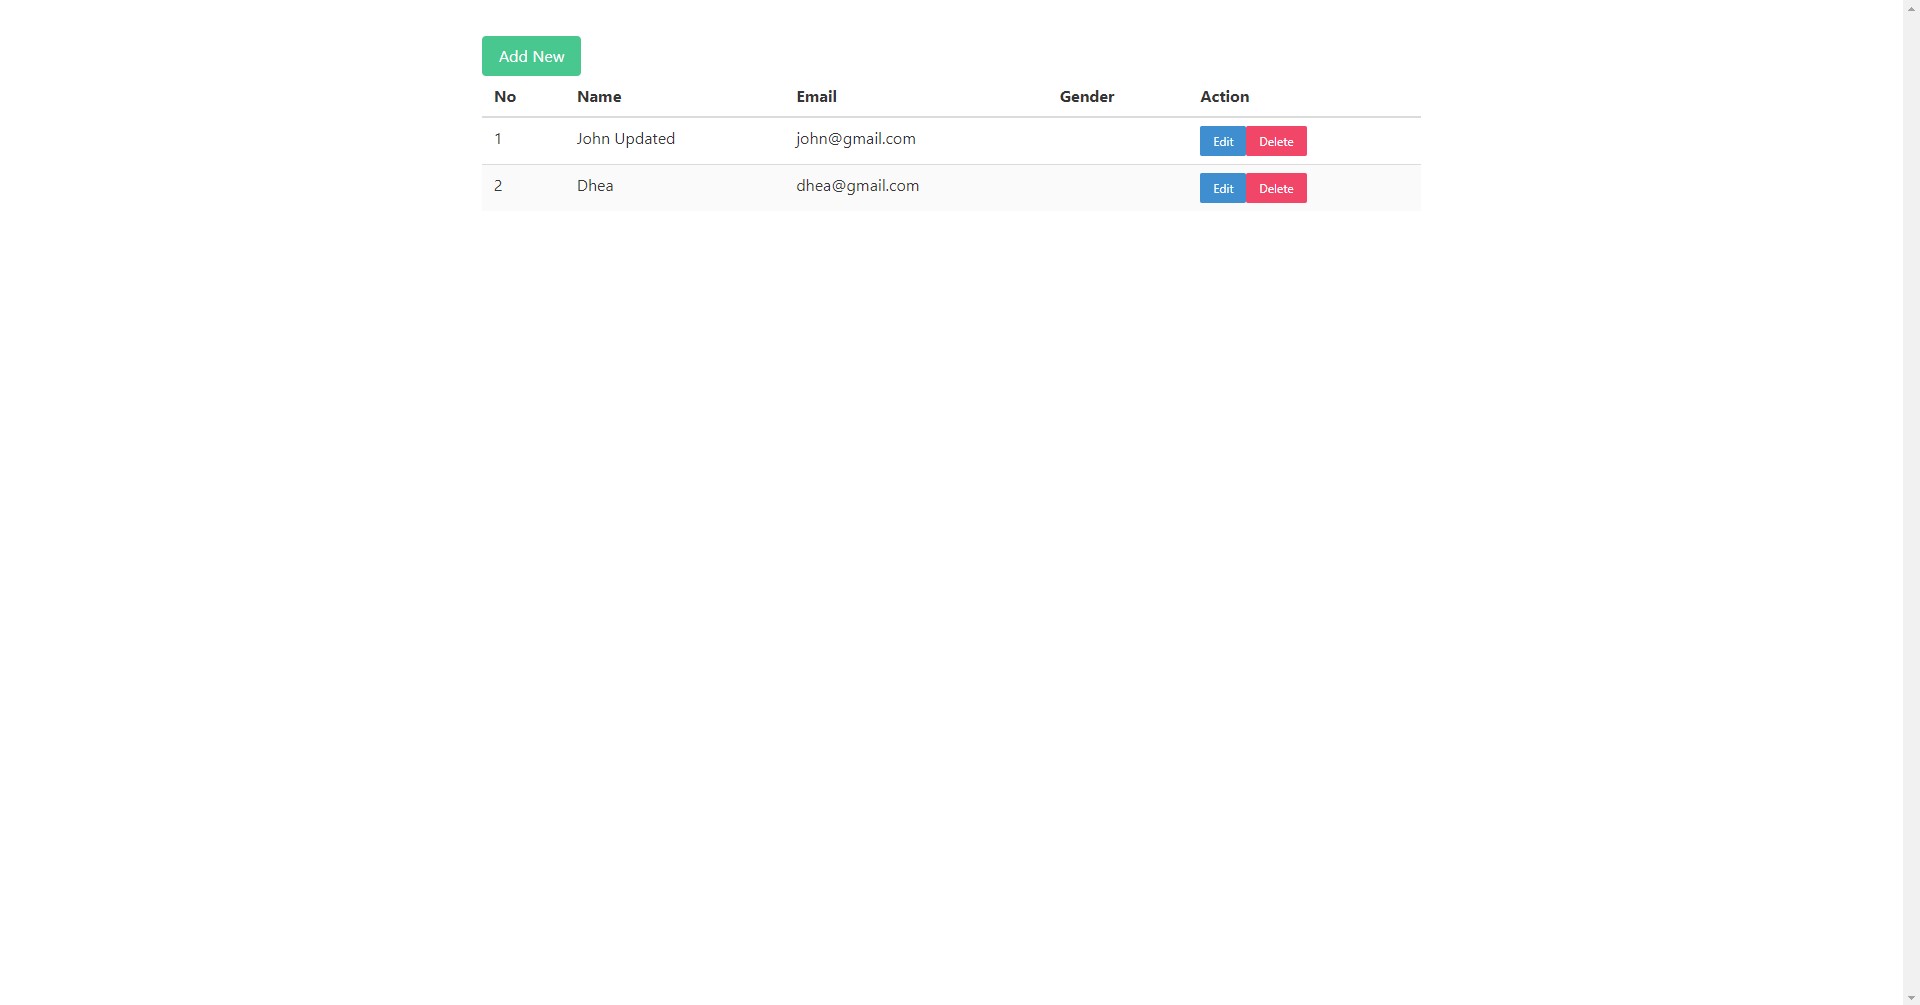 Add New
No Name Email Gender Action
1 John Updated john@gmail.com Edit Delete
2 Dhea dhea@gmail.com Edit Delete